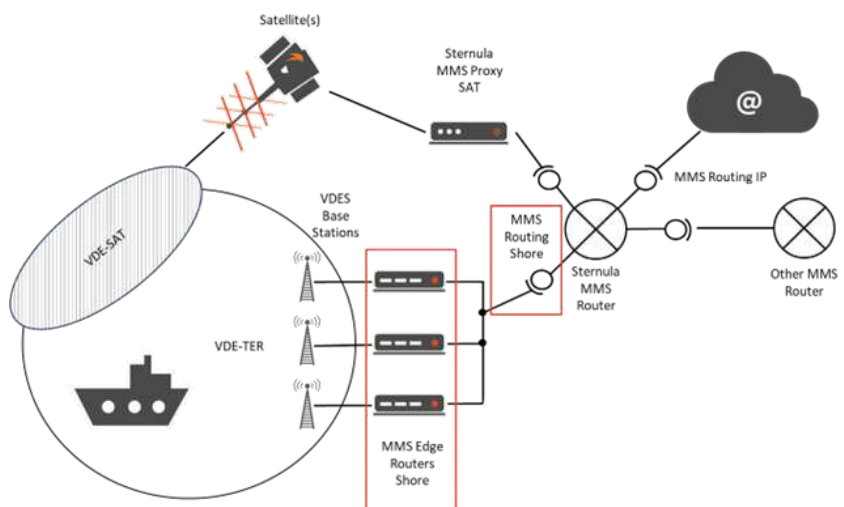 Satellite(s)
Sternula
MMS Proxy
SAT
@
MMS Routing IP
VDES
Base
Stations
MMS
Routing
Shore
VDE-SAT
Sternula
MMS
Router
Other MMS
Router
VDE-TER
MMS Edge
Routers
Shore